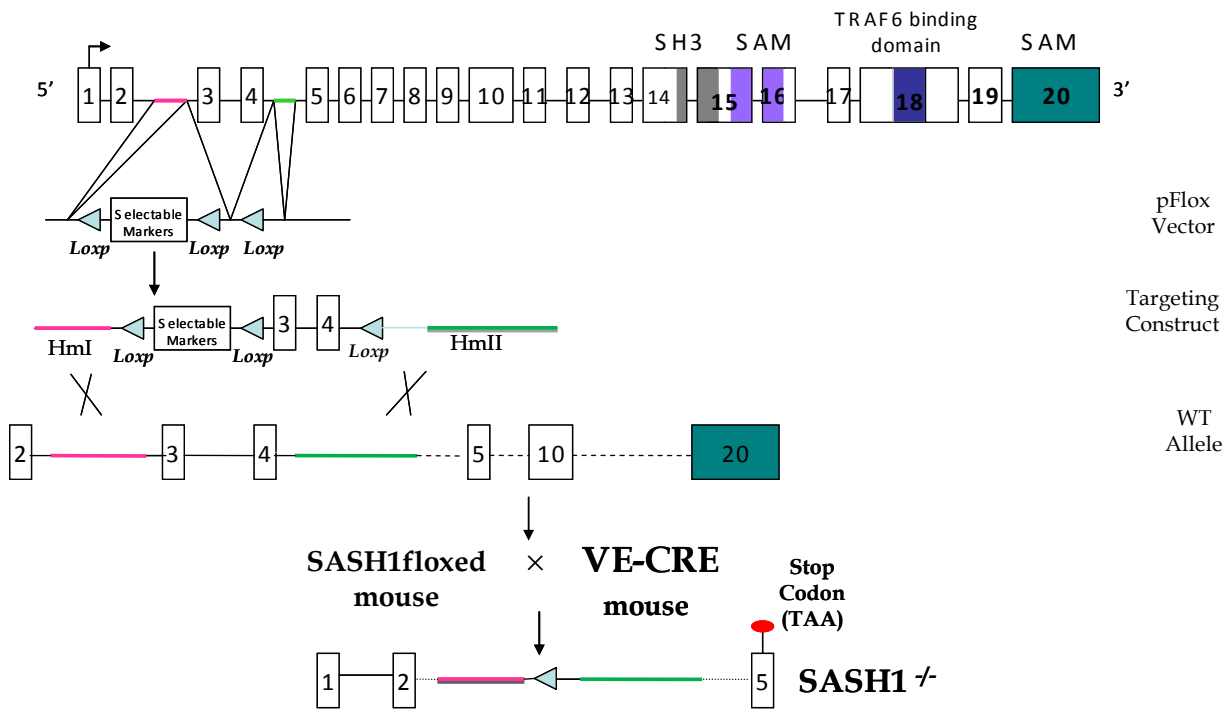 TRAF6 binding
domain
SH3 SAM SAM
5’ 1 2 3 4 5 6 7 8 9 10 11 12 13 14 15 16 17 18 19 20 3’
Selectable
Markers
Loxp Loxp Loxp
pFlox
Vector
Selectable
Markers
3 4
HmI Loxp Loxp Loxp HmII
Targeting
Construct
2 3 4 5 10 20
WT
Allele
SASH1floxed
mouse
×
VE-CRE
mouse
Stop
Codon
(TAA)
1 2 5 SASH1 -/-